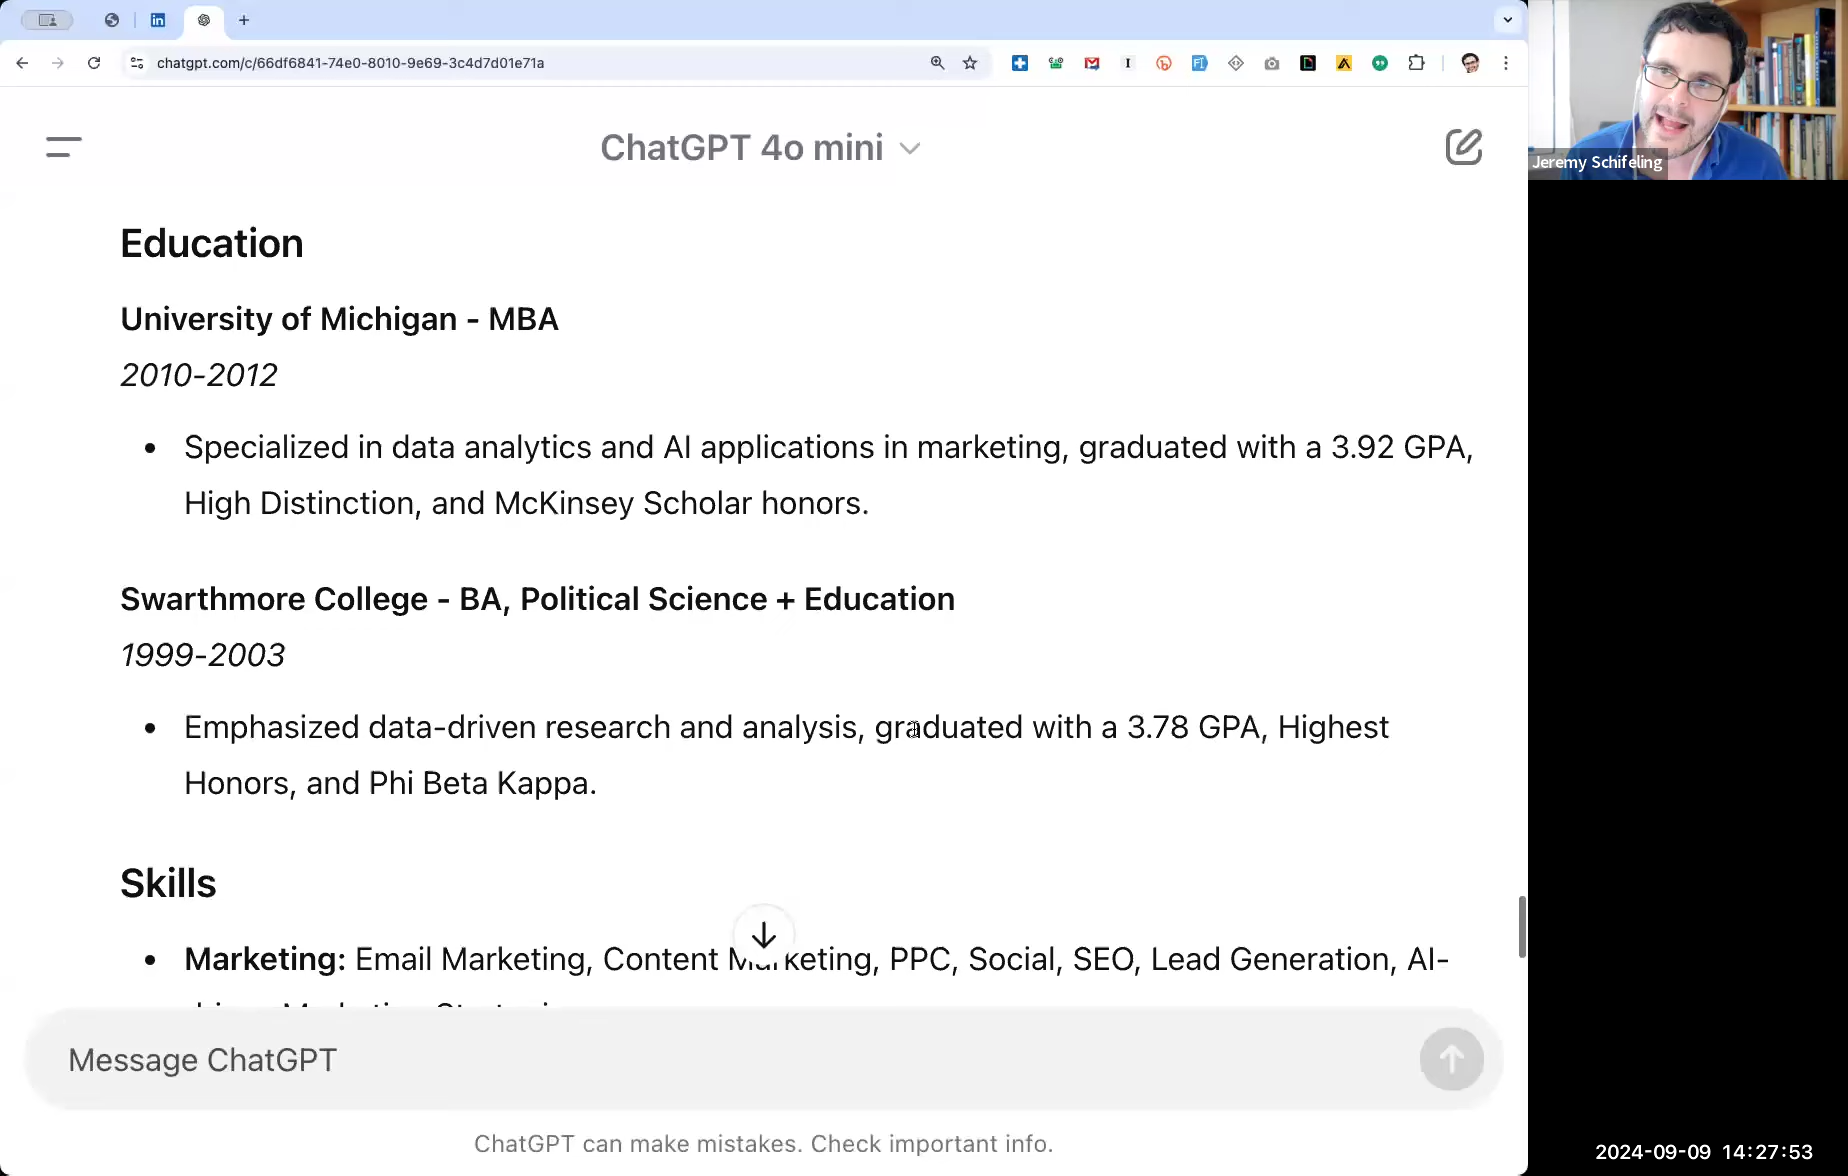 chatgpt.com/c/66df6841-74e0-8010-9e69-3c4d7d01e71a
ChatGPT 4o mini
Jeremy Schifeling
Education
University of Michigan - MBA
2010-2012
• Specialized in data analytics and AI applications in marketing, graduated with a 3.92 GPA,
High Distinction, and McKinsey Scholar honors.
Swarthmore College - BA, Political Science + Education
1999-2003
• Emphasized data-driven research and analysis, graduated with a 3.78 GPA, Highest
Honors, and Phi Beta Kappa.
Skills
• Marketing: Email Marketing, Content Marketing, PPC, Social, SEO, Lead Generation, AI-
Message ChatGPT
ChatGPT can make mistakes. Check important info.
2024-09-09 14:27:53